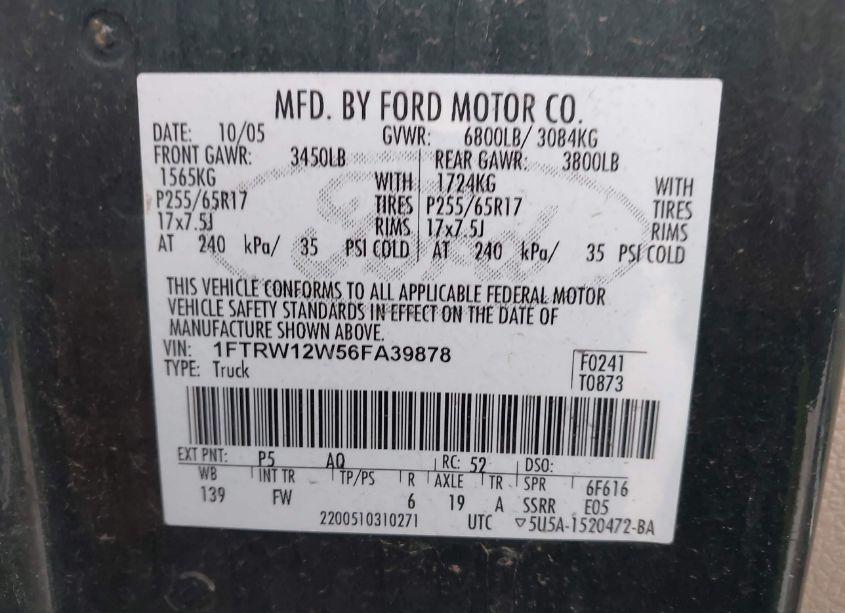 MFD. BY FORD MOTOR CO.
DATE: 10/05 GVWR: 6800LB/ 3084KG
FRONT GAWR: 3450LB REAR GAWR: 3800LB
1565KG WITH 1724KG WITH
P255/65R17 TIRES P255/65R17 TIRES
17x7.5J RIMS 17x7.5J RIMS
AT 240 kPa/ 35 PSI COLD AT 240 kPa/ 35 PSI COLD
Ford
THIS VEHICLE CONFORMS TO ALL APPLICABLE FEDERAL MOTOR
VEHICLE SAFETY STANDARDS IN EFFECT ON THE DATE OF
MANUFACTURE SHOWN ABOVE.
VIN: 1FTRW12W56FA39878
TYPE: Truck
F0241
T0873
EXT PNT: P5 AQ RC: 52 DSO:
WB INT TR TP/PS R AXLE TR SPR 6F616
139 FW 6 19 A SSRR E05
2200510310271 UTC ▽5U5A-1520472-BA